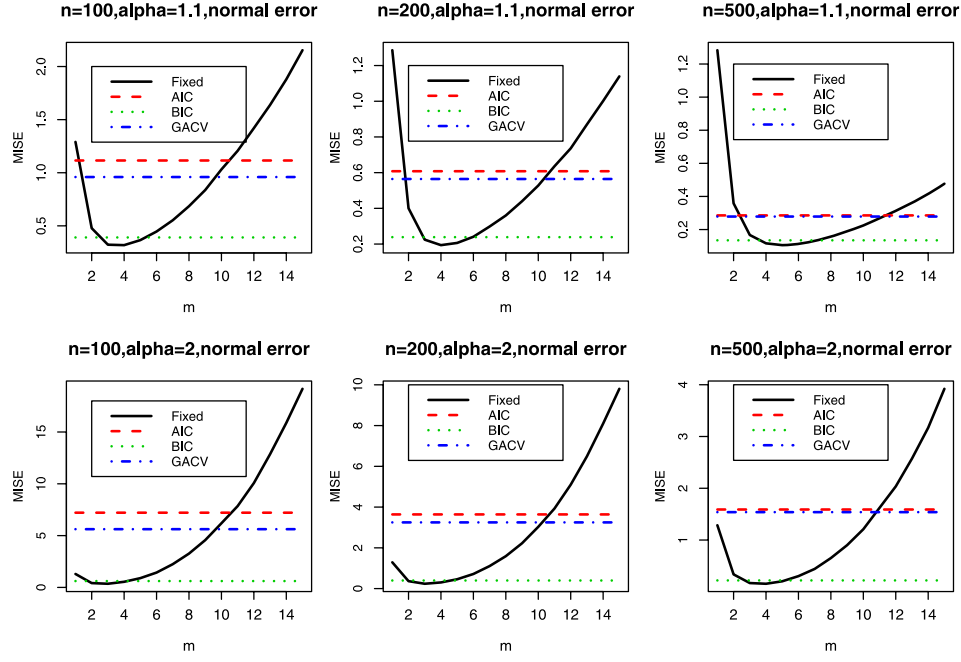 n=100,alpha=1.1,normal error
MISE
2.0
1.5
1.0
0.5
Fixed
AIC
BIC
GACV
2 4 6 8 10 12 14
m
n=200,alpha=1.1,normal error
MISE
1.2
1.0
0.8
0.6
0.4
0.2
Fixed
AIC
BIC
GACV
2 4 6 8 10 12 14
m
n=500,alpha=1.1,normal error
MISE
1.2
1.0
0.8
0.6
0.4
0.2
Fixed
AIC
BIC
GACV
2 4 6 8 10 12 14
m
n=100,alpha=2,normal error
MISE
15
10
5
0
Fixed
AIC
BIC
GACV
2 4 6 8 10 12 14
m
n=200,alpha=2,normal error
MISE
10
8
6
4
2
0
Fixed
AIC
BIC
GACV
2 4 6 8 10 12 14
m
n=500,alpha=2,normal error
MISE
4
3
2
1
Fixed
AIC
BIC
GACV
2 4 6 8 10 12 14
m